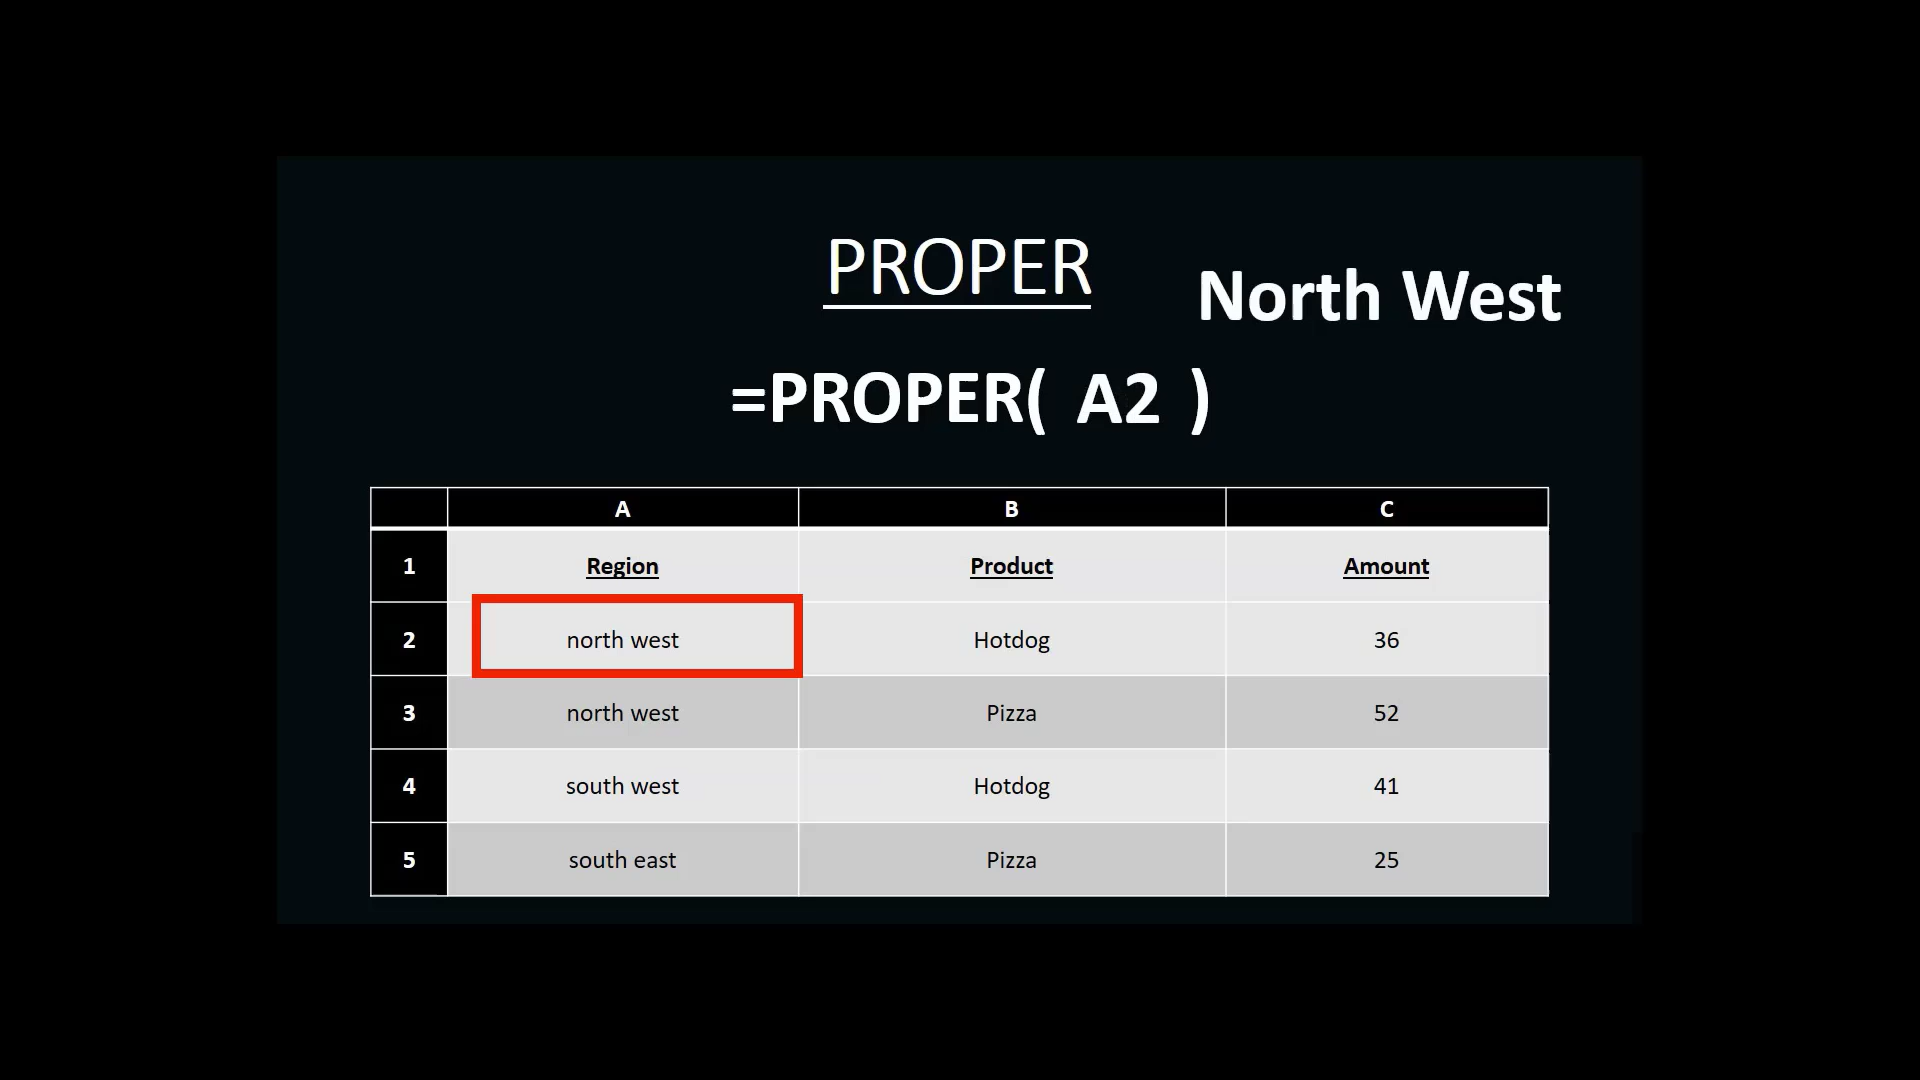 PROPER
North West
=PROPER( A2 )
A B C
1 Region Product Amount
2 north west Hotdog 36
3 north west Pizza 52
4 south west Hotdog 41
5 south east Pizza 25